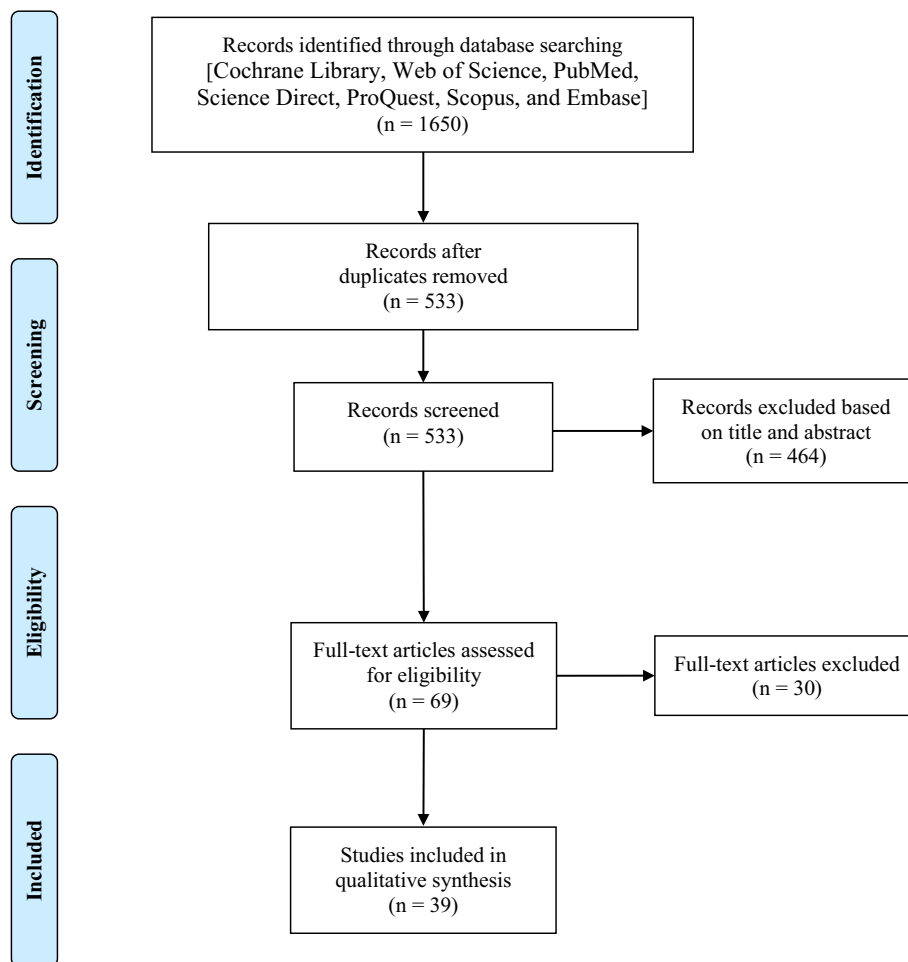 Identification
Records identified through database searching
[Cochrane Library, Web of Science, PubMed,
Science Direct, ProQuest, Scopus, and Embase]
(n = 1650)
Records after
duplicates removed
(n = 533)
Screening
Records screened
(n = 533)
Records excluded based
on title and abstract
(n = 464)
Eligibility
Full-text articles assessed
for eligibility
(n = 69)
Full-text articles excluded
(n = 30)
Included
Studies included in
qualitative synthesis
(n = 39)